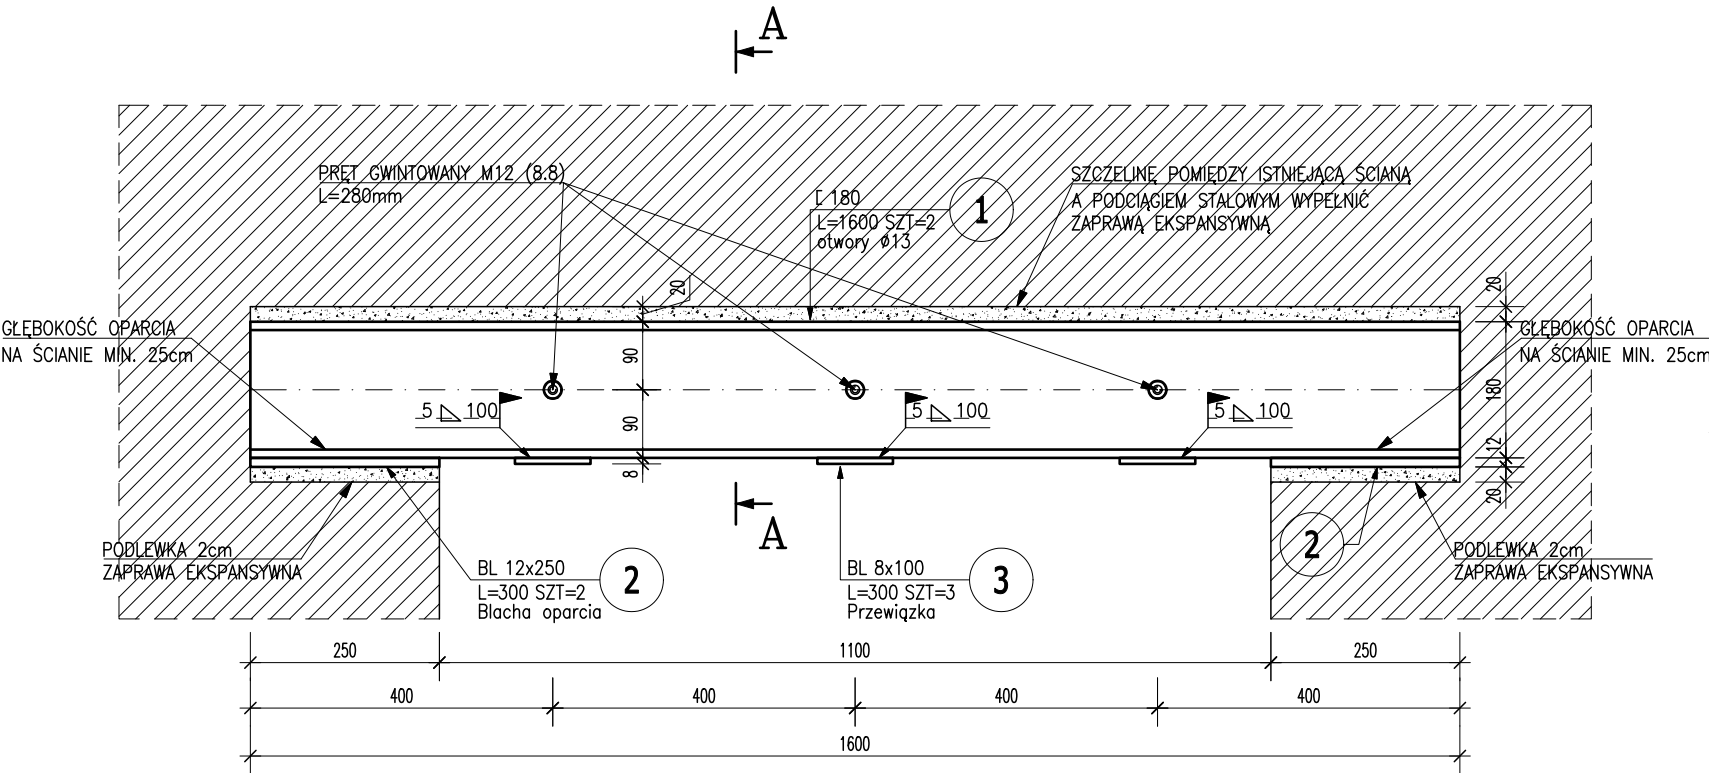 A
PRĘT GWINTOWANY M12 (8.8)
L=280mm
[ 180
L=1600 SZT=2
otwory Ø13
1
SZCZELINĘ POMIĘDZY ISTNIEJĄCĄ ŚCIANĄ
A PODCIĄGIEM STALOWYM WYPEŁNIĆ
ZAPRAWĄ EKSPANSYWNĄ
20
20
GŁĘBOKOŚĆ OPARCIA
NA ŚCIANIE MIN. 25cm
GŁĘBOKOŚĆ OPARCIA
NA ŚCIANIE MIN. 25cm
90
90
8
180
12
20
5 100
5 100
5 100
A
PODLEWKA 2cm
ZAPRAWA EKSPANSYWNA
BL 12x250
L=300 SZT=2
Blacha oparcia
2
BL 8x100
L=300 SZT=3
Przewiązka
3
2
PODLEWKA 2cm
ZAPRAWA EKSPANSYWNA
250 1100 250
400 400 400 400
1600